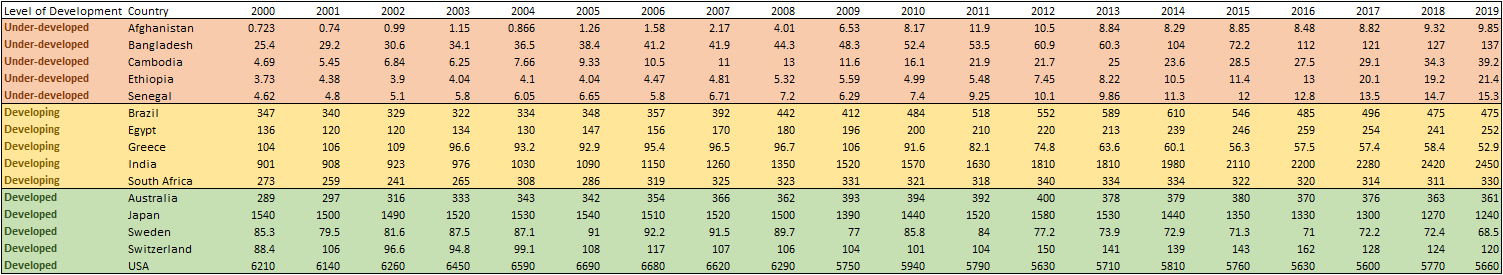 Level of Development Country 2000 2001 2002 2003 2004 2005 2006 2007 2008 2009 2010 2011 2012 2013 2014 2015 2016 2017 2018 2019
Under-developed Afghanistan 0.723 0.74 0.99 1.15 0.866 1.26 1.58 2.17 4.01 6.53 8.17 11.9 10.5 8.84 8.29 8.85 8.48 8.82 9.32 9.85
Under-developed Bangladesh 25.4 29.2 30.6 34.1 36.5 38.4 41.2 41.9 44.3 48.3 52.4 53.5 60.9 60.3 104 72.2 112 121 127 137
Under-developed Cambodia 4.69 5.45 6.84 6.25 7.66 9.33 10.5 11 13 11.6 16.1 21.9 21.7 25 23.6 28.5 27.5 29.1 34.3 39.2
Under-developed Ethiopia 3.73 4.38 3.9 4.04 4.1 4.04 4.47 4.81 5.32 5.59 4.99 5.48 7.45 8.22 10.5 11.4 13 20.1 19.2 21.4
Under-developed Senegal 4.62 4.8 5.1 5.8 6.05 6.65 5.8 6.71 7.2 6.29 7.4 9.25 10.1 9.86 11.3 12 12.8 13.5 14.7 15.3
Developing Brazil 347 340 329 322 334 348 357 392 442 412 484 518 552 589 610 546 485 496 475 475
Developing Egypt 136 120 120 134 130 147 156 170 180 196 200 210 220 213 239 246 259 254 241 252
Developing Greece 104 106 109 96.6 93.2 92.9 95.4 96.5 96.7 106 91.6 82.1 74.8 63.6 60.1 56.3 57.5 57.4 58.4 52.9
Developing India 901 908 923 976 1030 1090 1150 1260 1350 1520 1570 1630 1810 1810 1980 2110 2200 2280 2420 2450
Developing South Africa 273 259 241 265 308 286 319 325 323 331 321 318 340 334 334 322 320 314 311 330
Developed Australia 289 297 316 333 343 342 354 366 362 393 394 392 400 378 379 380 370 376 363 361
Developed Japan 1540 1500 1490 1520 1530 1540 1510 1520 1500 1390 1440 1520 1580 1530 1440 1350 1330 1300 1270 1240
Developed Sweden 85.3 79.5 81.6 87.5 87.1 91 92.2 91.5 89.7 77 85.8 84 77.2 73.9 72.9 71.3 71 72.2 72.4 68.5
Developed Switzerland 88.4 106 96.6 94.8 99.1 108 117 107 106 104 101 104 150 141 139 143 162 128 124 120
Developed USA 6210 6140 6260 6450 6590 6690 6680 6620 6290 5750 5940 5790 5630 5710 5810 5760 5630 5600 5770 5660